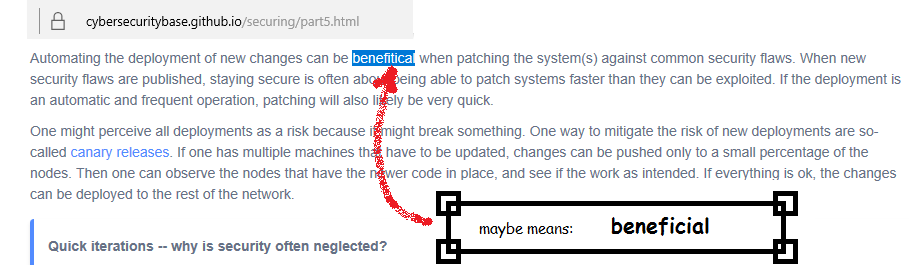 cybersecuritybase.github.io/securing/part5.html
Automating the deployment of new changes can be benefitical when patching the system(s) against common security flaws. When new
security flaws are published, staying secure is often about being able to patch systems faster than they can be exploited. If the deployment is
an automatic and frequent operation, patching will also likely be very quick.
One might perceive all deployments as a risk because it might break something. One way to mitigate the risk of new deployments are so-
called canary releases. If one has multiple machines that have to be updated, changes can be pushed only to a small percentage of the
nodes. Then one can observe the nodes that have the newer code in place, and see if the work as intended. If everything is ok, the changes
can be deployed to the rest of the network.
maybe means: beneficial
Quick iterations -- why is security often neglected?